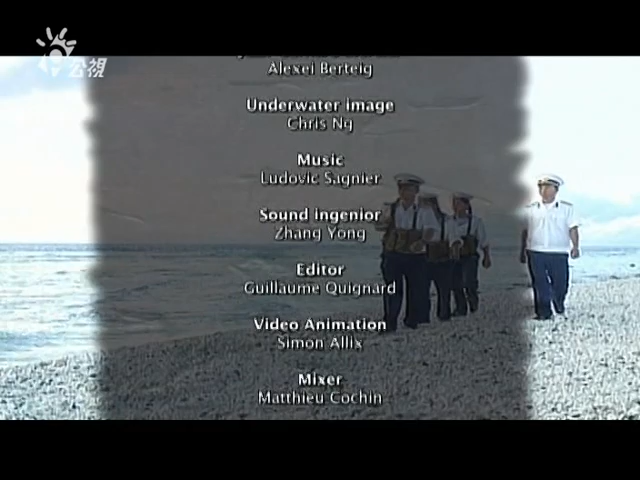 公視
Alexei Berteig
Underwater image
Chris Ng
Music
Ludovic Sagnier
Sound ingenior
Zhang Yong
Editor
Guillaume Quignard
Video Animation
Simon Allix
Mixer
Matthieu Cochin